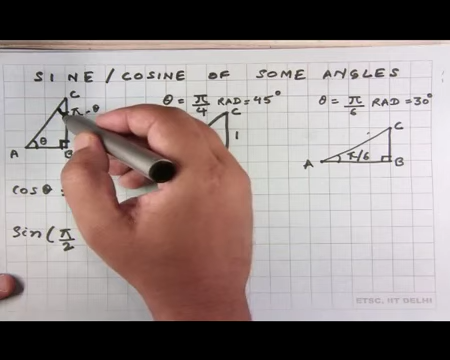 SINE / COSINE OF SOME ANGLES
C
π - θ
A θ B
θ = π/4 RAD = 45°
C
1
θ = π/6 RAD = 30°
C
A π/6 B
cos θ =
sin ( π/2
ETSC, IIT DELHI